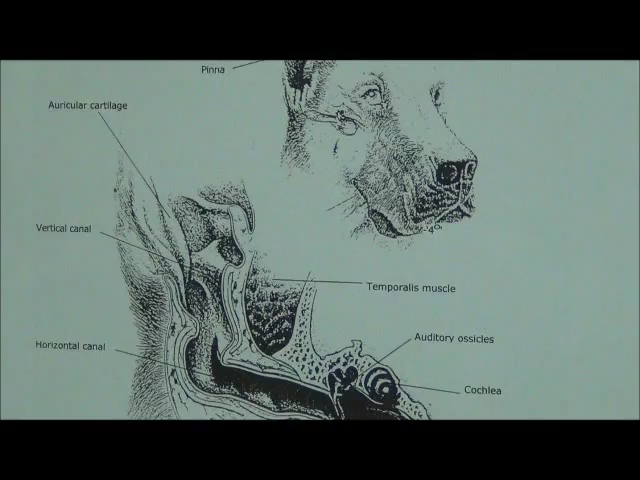 Pinna
Auricular cartilage
Vertical canal
Temporalis muscle
Auditory ossicles
Horizontal canal
Cochlea